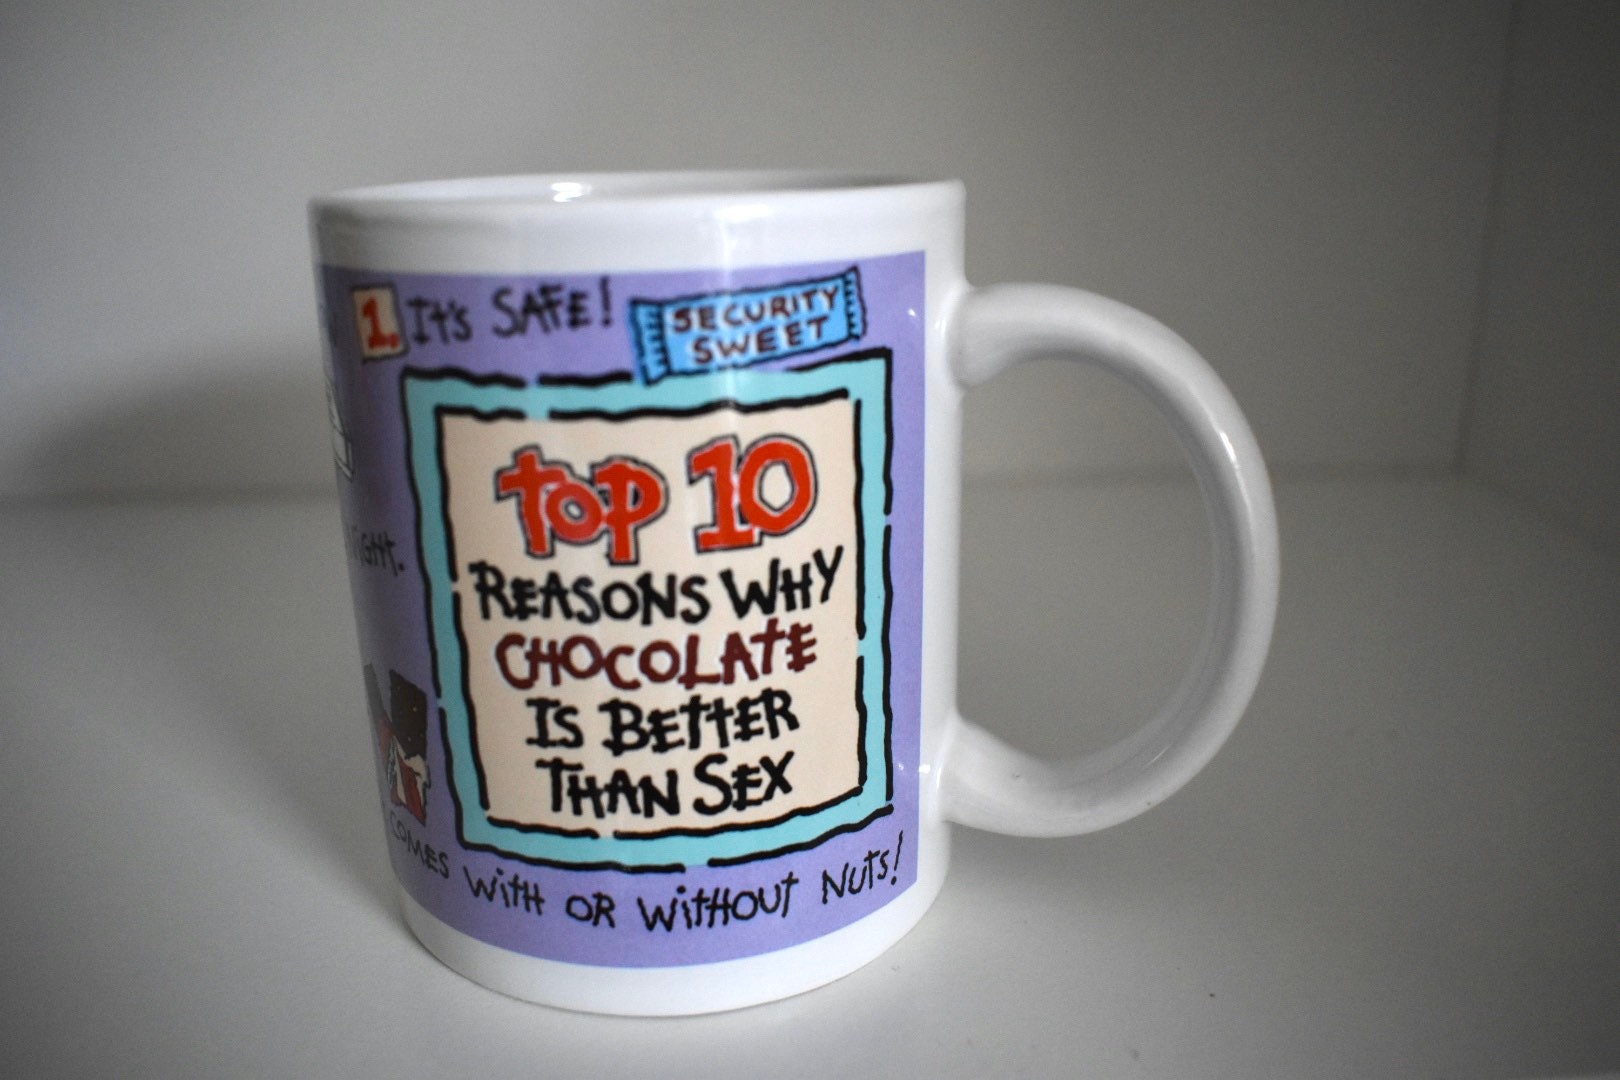 1. It's SAFE!
SECURITY
SWEET
TOP 10
REASONS WHY
CHOCOLATE
IS BETTER
THAN SEX
COMES WITH OR WITHOUT NUTS!